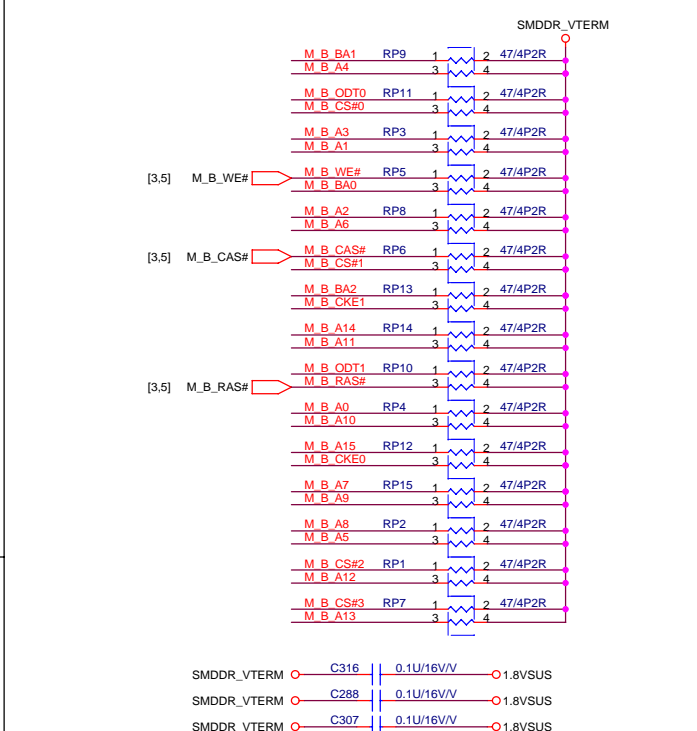 SMDDR_VTERM
M_B_BA1 RP9 1 2 47/4P2R
M_B_A4 3 4
M_B_ODT0 RP11 1 2 47/4P2R
M_B_CS#0 3 4
M_B_A3 RP3 1 2 47/4P2R
M_B_A1 3 4
[3,5] M_B_WE# M_B_WE# RP5 1 2 47/4P2R
M_B_BA0 3 4
M_B_A2 RP8 1 2 47/4P2R
M_B_A6 3 4
[3,5] M_B_CAS# M_B_CAS# RP6 1 2 47/4P2R
M_B_CS#1 3 4
M_B_BA2 RP13 1 2 47/4P2R
M_B_CKE1 3 4
M_B_A14 RP14 1 2 47/4P2R
M_B_A11 3 4
M_B_ODT1 RP10 1 2 47/4P2R
[3,5] M_B_RAS# M_B_RAS# 3 4
M_B_A0 RP4 1 2 47/4P2R
M_B_A10 3 4
M_B_A15 RP12 1 2 47/4P2R
M_B_CKE0 3 4
M_B_A7 RP15 1 2 47/4P2R
M_B_A9 3 4
M_B_A8 RP2 1 2 47/4P2R
M_B_A5 3 4
M_B_CS#2 RP1 1 2 47/4P2R
M_B_A12 3 4
M_B_CS#3 RP7 1 2 47/4P2R
M_B_A13 3 4
SMDDR_VTERM C316 0.1U/16V/V 1.8VSUS
SMDDR_VTERM C288 0.1U/16V/V 1.8VSUS
SMDDR_VTERM C307 0.1U/16V/V 1.8VSUS